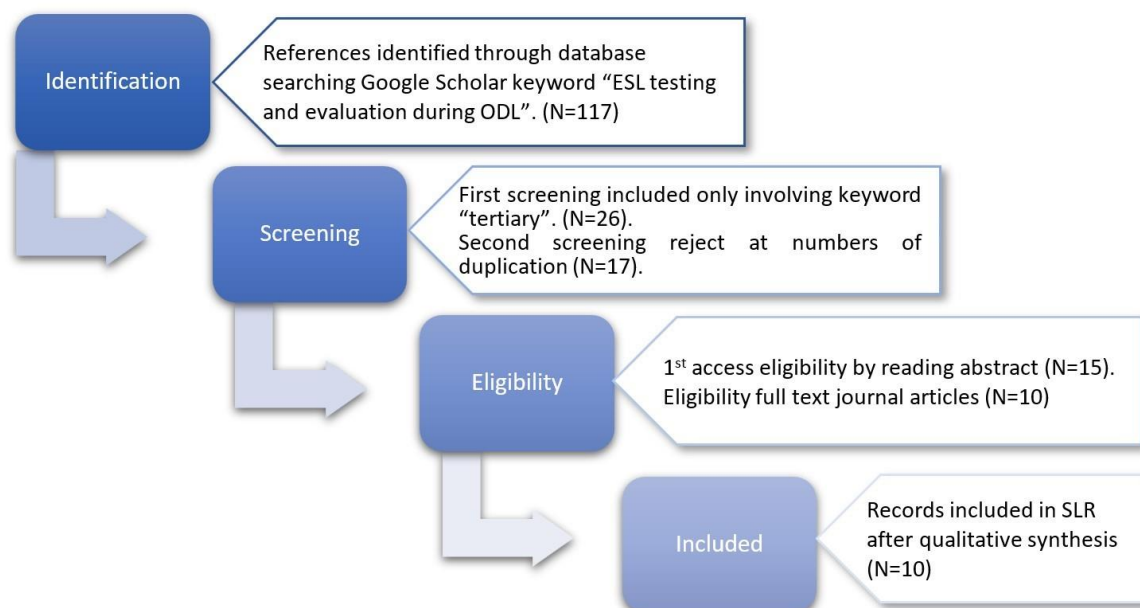 Identification
References identified through database
searching Google Scholar keyword “ESL testing
and evaluation during ODL”. (N=117)
Screening
First screening included only involving keyword
“tertiary”. (N=26).
Second screening reject at numbers of
duplication (N=17).
Eligibility
1st access eligibility by reading abstract (N=15).
Eligibility full text journal articles (N=10)
Included
Records included in SLR
after qualitative synthesis
(N=10)